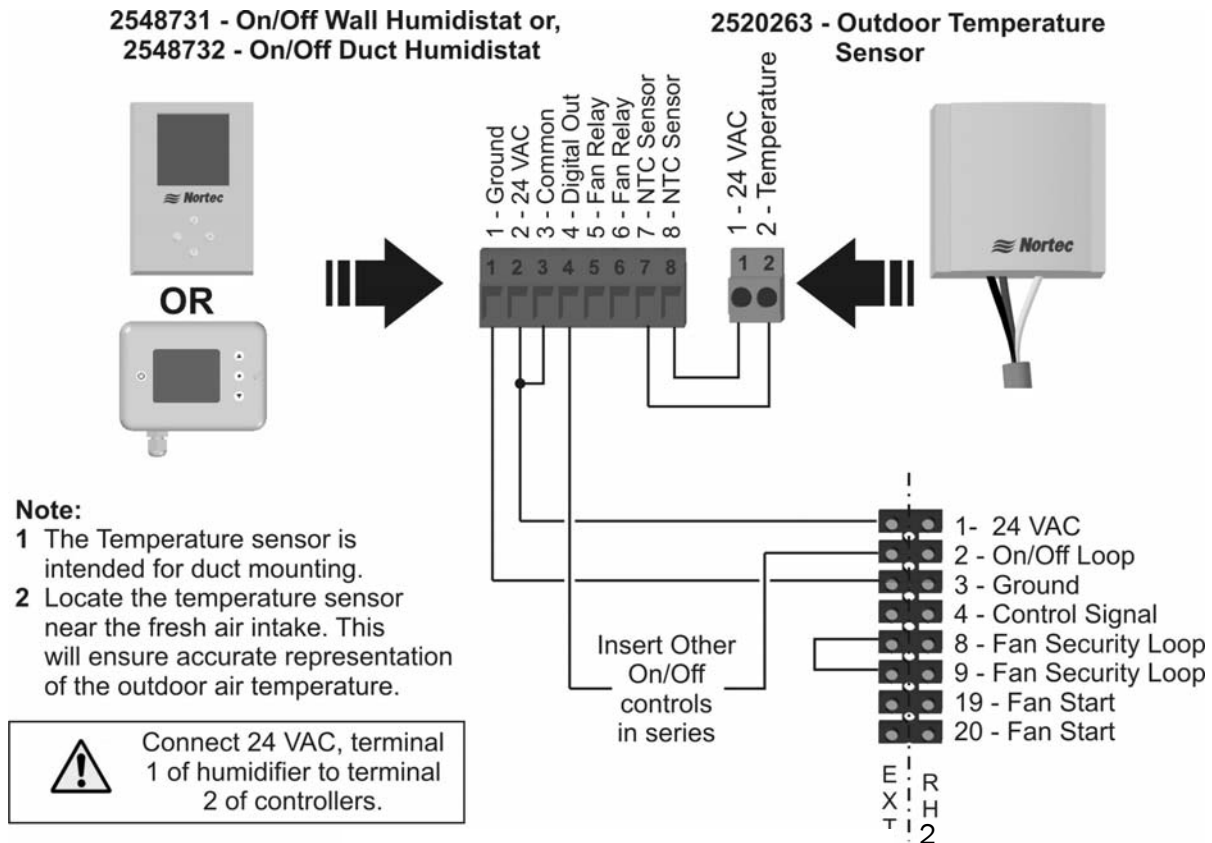 2548731 - On/Off Wall Humidistat or,
2548732 - On/Off Duct Humidistat
2520263 - Outdoor Temperature
Sensor
1 - Ground
2 - 24 VAC
3 - Common
4 - Digital Out
5 - Fan Relay
6 - Fan Relay
7 - NTC Sensor
8 - NTC Sensor
1 - 24 VAC
2 - Temperature
Nortec
OR
1 2 3 4 5 6 7 8
1 2
Nortec
Note:
1 The Temperature sensor is
intended for duct mounting.
2 Locate the temperature sensor
near the fresh air intake. This
will ensure accurate representation
of the outdoor air temperature.
Connect 24 VAC, terminal
1 of humidifier to terminal
2 of controllers.
Insert Other
On/Off
controls
in series
1- 24 VAC
2 - On/Off Loop
3 - Ground
4 - Control Signal
8 - Fan Security Loop
9 - Fan Security Loop
19 - Fan Start
20 - Fan Start
EXT
RH2